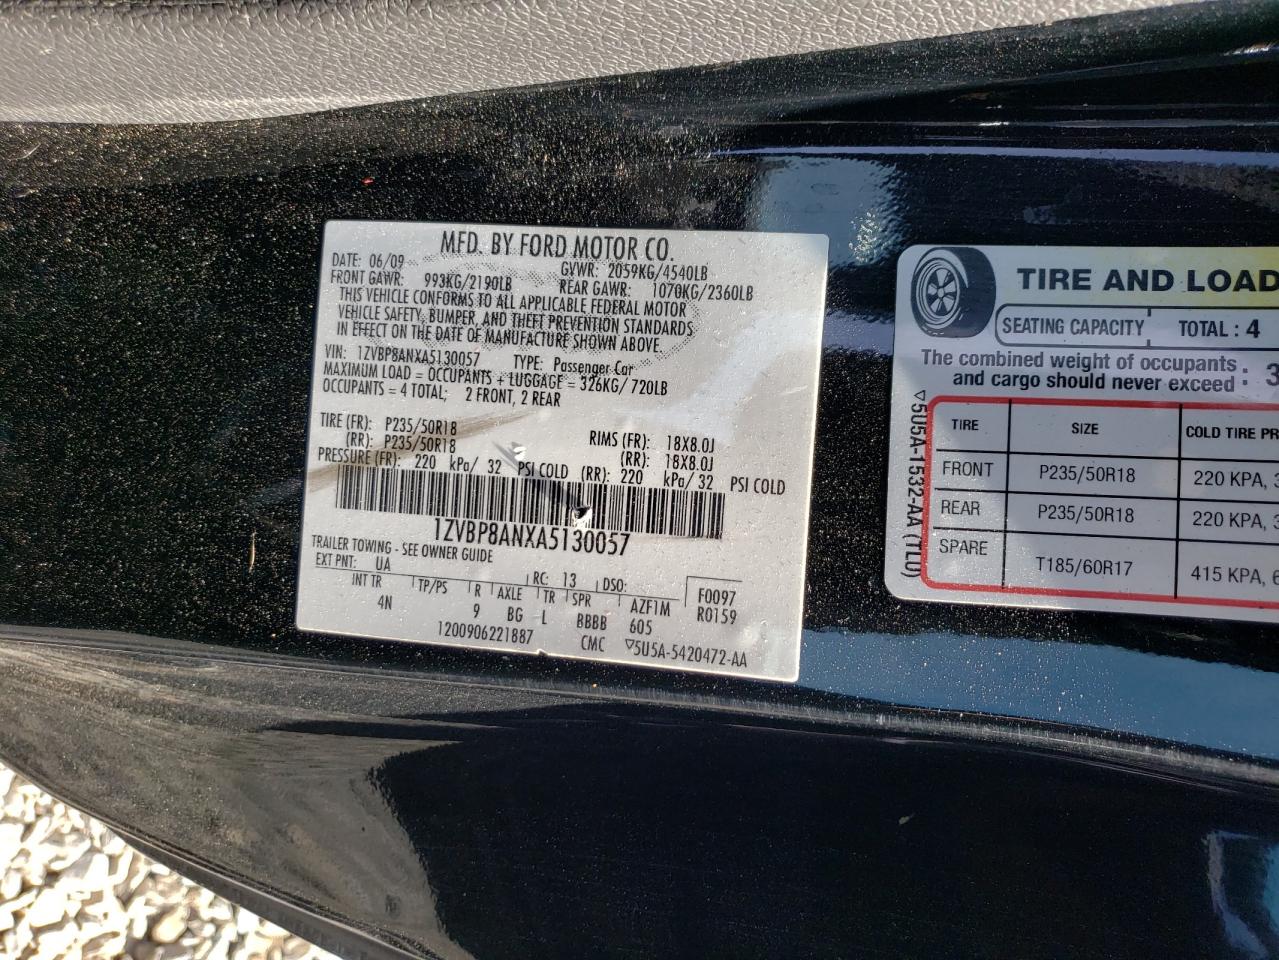 MFD. BY FORD MOTOR CO.
DATE: 06/09 GVWR: 2059KG/4540LB
FRONT GAWR: 993KG/2190LB REAR GAWR: 1070KG/2360LB
THIS VEHICLE CONFORMS TO ALL APPLICABLE FEDERAL MOTOR
VEHICLE SAFETY, BUMPER, AND THEFT PREVENTION STANDARDS
IN EFFECT ON THE DATE OF MANUFACTURE SHOWN ABOVE.
VIN: 1ZVBP8ANXA5130057 TYPE: Passenger Car
MAXIMUM LOAD = OCCUPANTS + LUGGAGE = 326KG/720LB
OCCUPANTS = 4 TOTAL; 2 FRONT, 2 REAR
TIRE (FR): P235/50R18 RIMS (FR): 18X8.0J
(RR): P235/50R18 (RR): 18X8.0J
PRESSURE (FR): 220 kPa/ 32 PSI COLD (RR): 220 kPa/ 32 PSI COLD
1ZVBP8ANXA5130057
TRAILER TOWING - SEE OWNER GUIDE
EXT PNT: UA RC: 13 DSO: F0097
INT TR TP/PS R AXLE TR SPR AZF1M R0159
4N 9 BG L BBBB 605
1200906221887 CMC ▽5U5A-5420472-AA
TIRE AND LOAD
SEATING CAPACITY TOTAL : 4
The combined weight of occupants
and cargo should never exceed : 3
▽5U5A-1532-AA (TLU)
TIRE SIZE COLD TIRE PR
FRONT P235/50R18 220 KPA, 3
REAR P235/50R18 220 KPA, 3
SPARE T185/60R17 415 KPA, 6